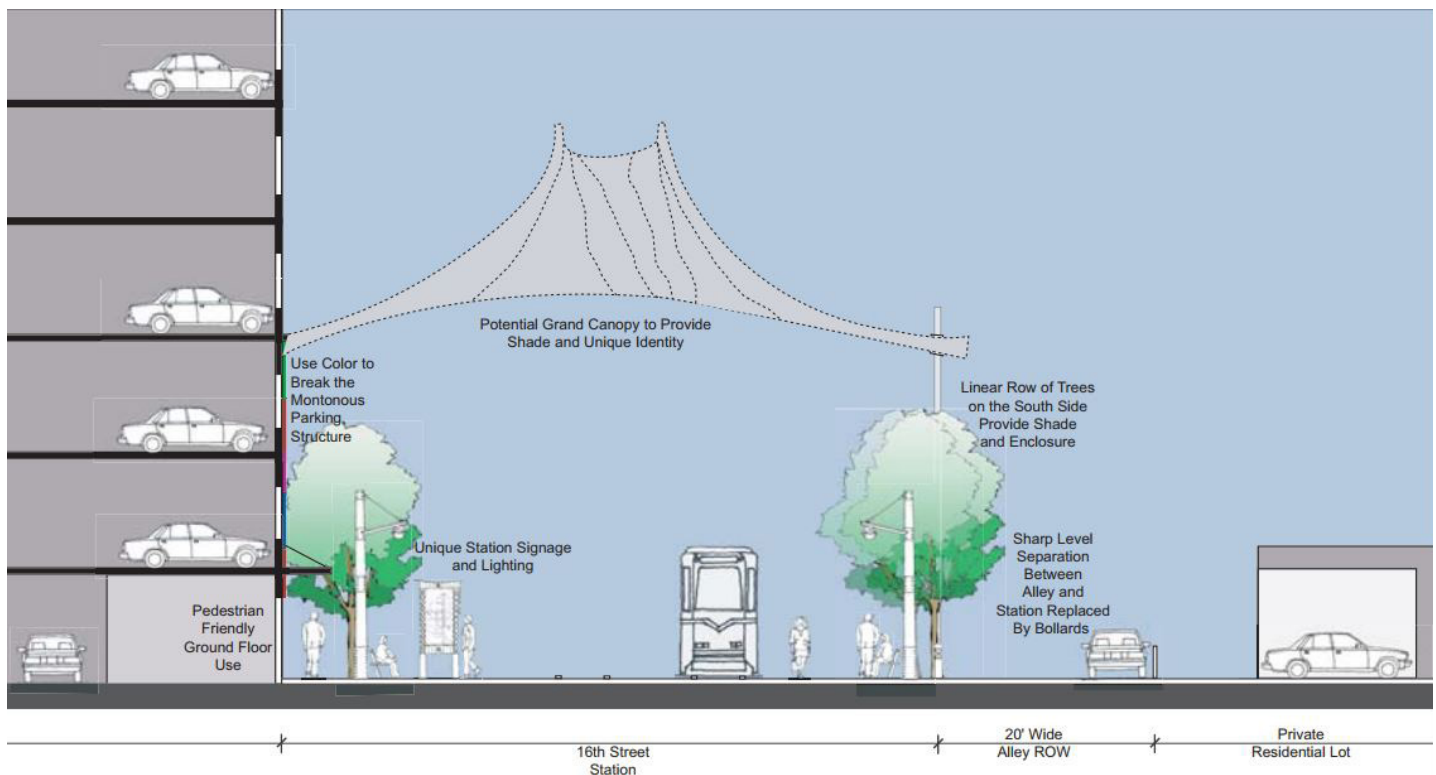 Potential Grand Canopy to Provide
Shade and Unique Identity
Use Color to
Break the
Montonous
Parking
Structure
Linear Row of Trees
on the South Side
Provide Shade
and Enclosure
Unique Station Signage
and Lighting
Sharp Level
Separation
Between
Alley and
Station Replaced
By Bollards
Pedestrian
Friendly
Ground Floor
Use
16th Street
Station
20' Wide
Alley ROW
Private
Residential Lot